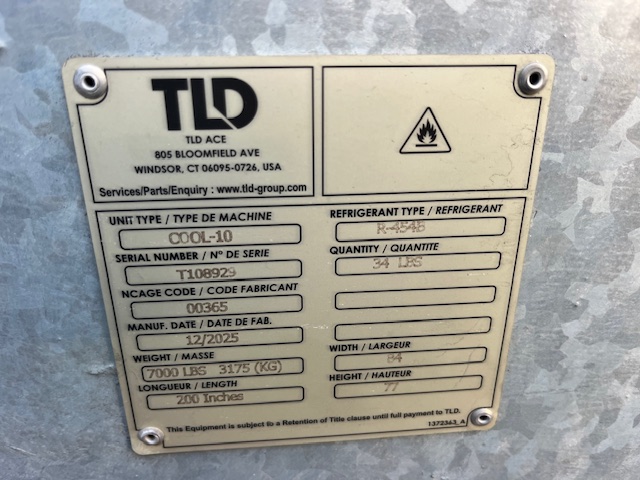 TLD
TLD ACE
805 BLOOMFIELD AVE
WINDSOR, CT 06095-0726, USA
Services/Parts/Enquiry : www.tld-group.com
UNIT TYPE / TYPE DE MACHINE
COOL-10
SERIAL NUMBER / N° DE SERIE
T108929
NCAGE CODE / CODE FABRICANT
00365
MANUF. DATE / DATE DE FAB.
12/2025
WEIGHT / MASSE
7000 LBS 3175 (KG)
LONGUEUR / LENGTH
200 Inches
REFRIGERANT TYPE / REFRIGERANT
R-454B
QUANTITY / QUANTITE
34 LBS
WIDTH / LARGEUR
84
HEIGHT / HAUTEUR
77
This Equipment is subject to a Retention of Title clause until full payment to TLD.
1372363_A